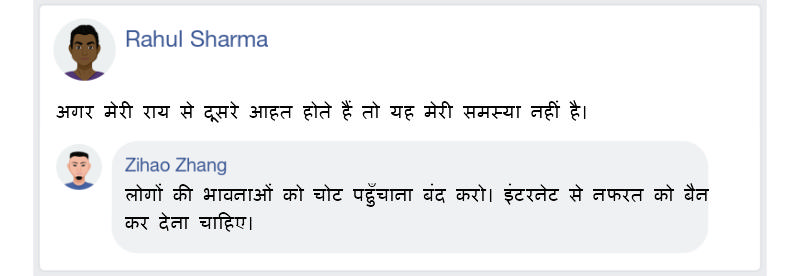 Rahul Sharma
अगर मेरी राय से दूसरे आहत होते हैं तो यह मेरी समस्या नहीं है।
Zihao Zhang
लोगों की भावनाओं को चोट पहुँचाना बंद करो। इंटरनेट से नफरत को बैन
कर देना चाहिए।